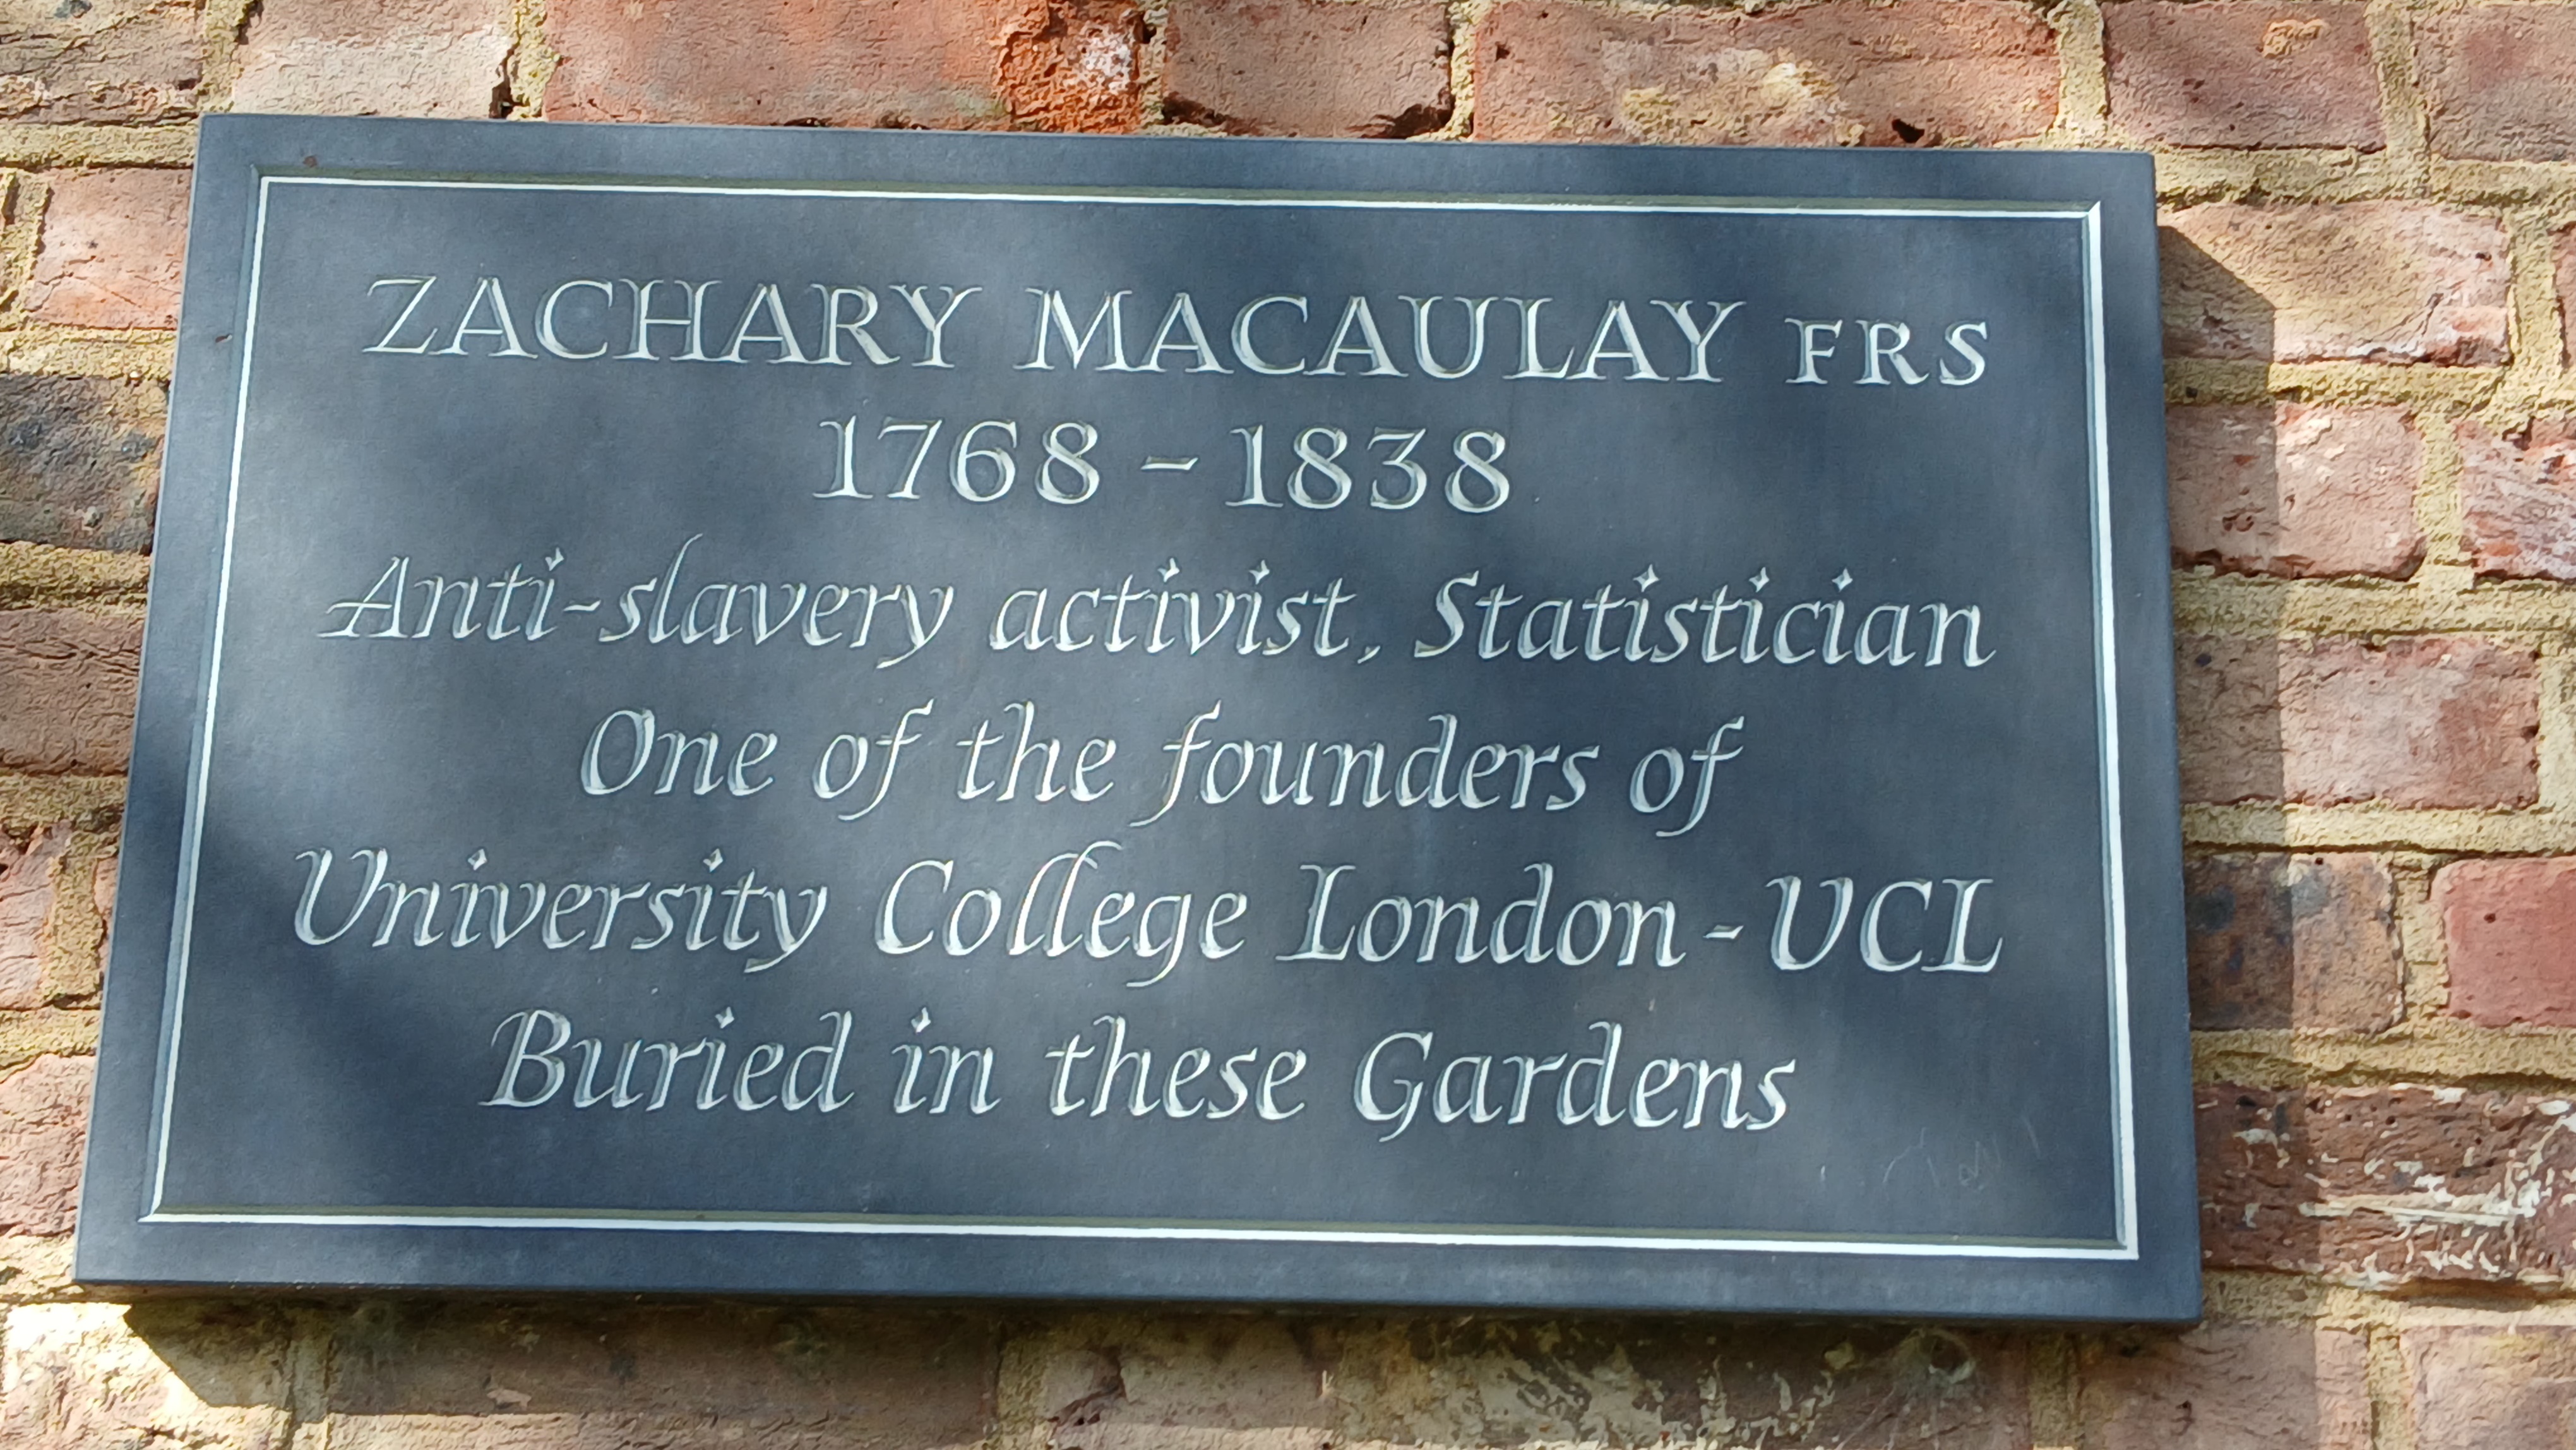 ZACHARY MACAULAY FRS
1768 - 1838
Anti-slavery activist, Statistician
One of the founders of
University College London - UCL
Buried in these Gardens